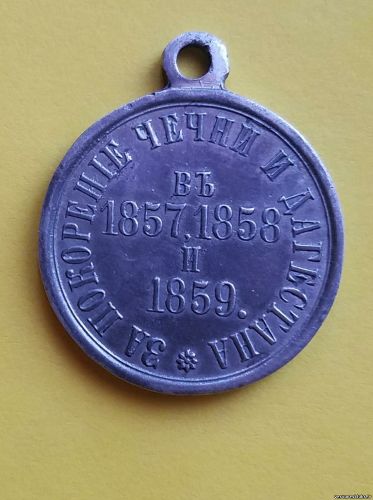 ЗА ПОКОРЕНІЕ ЧЕЧНИ И ДАГЕСТАНА
ВЪ
1857, 1858
И
1859.